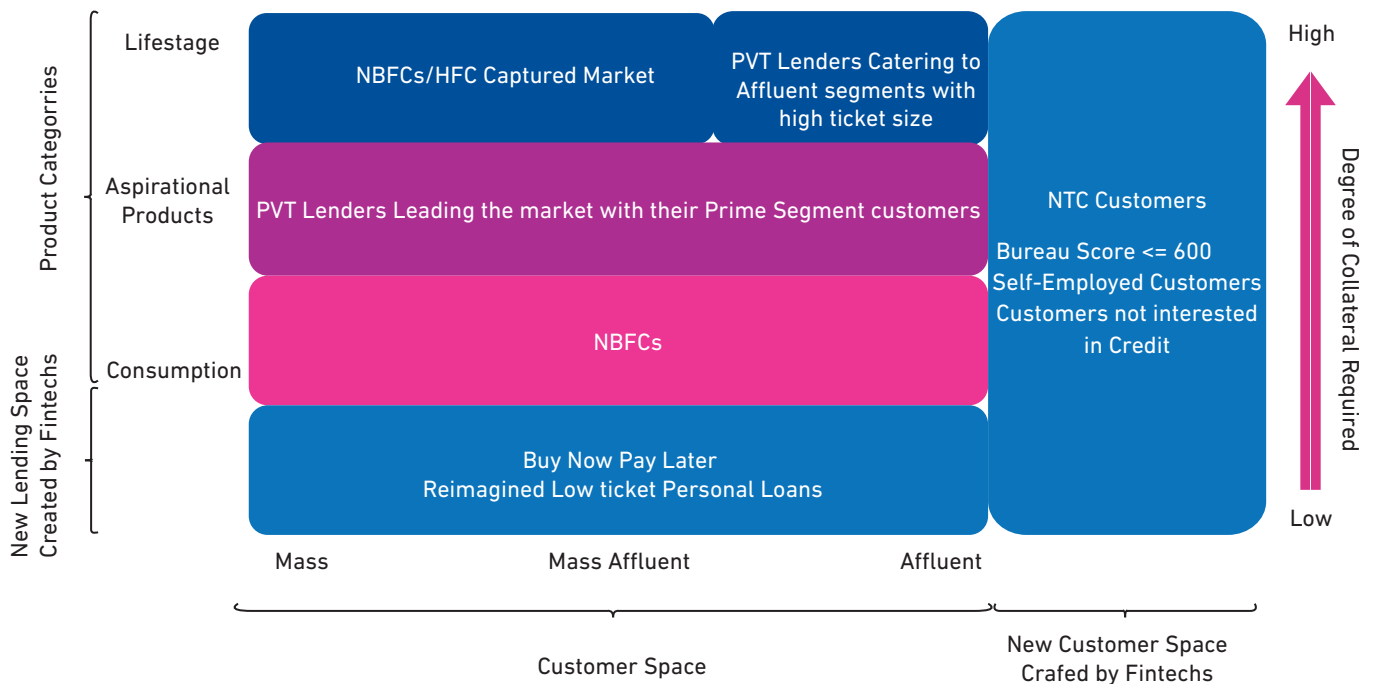 Product Categorries
Lifestage
Aspirational
Products
Consumption
New Lending Space
Created by Fintechs
NBFCs/HFC Captured Market
PVT Lenders Catering to
Affluent segments with
high ticket size
PVT Lenders Leading the market with their Prime Segment customers
NBFCs
Buy Now Pay Later
Reimagined Low ticket Personal Loans
NTC Customers
Bureau Score <= 600
Self-Employed Customers
Customers not interested
in Credit
High
Degree of Collateral Required
Low
Mass
Mass Affluent
Affluent
Customer Space
New Customer Space
Crafed by Fintechs